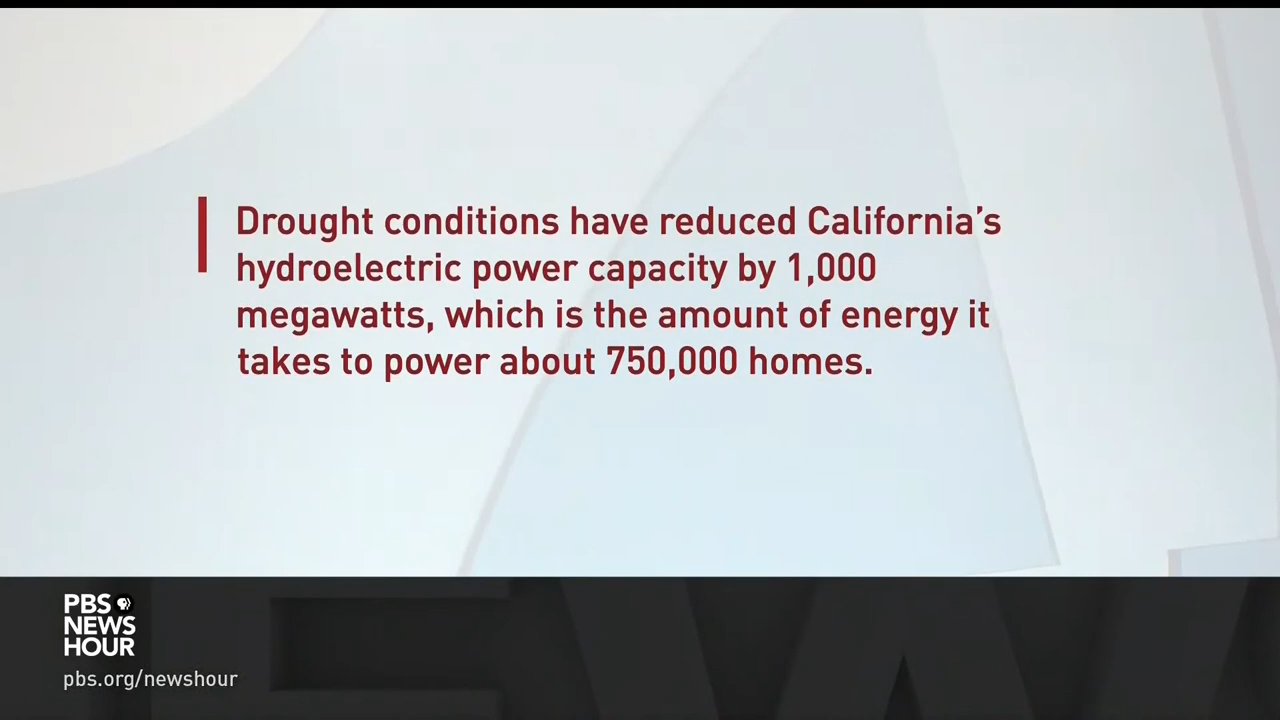 Drought conditions have reduced California's
hydroelectric power capacity by 1,000
megawatts, which is the amount of energy it
takes to power about 750,000 homes.
PBS
NEWS
HOUR
pbs.org/newshour
EW